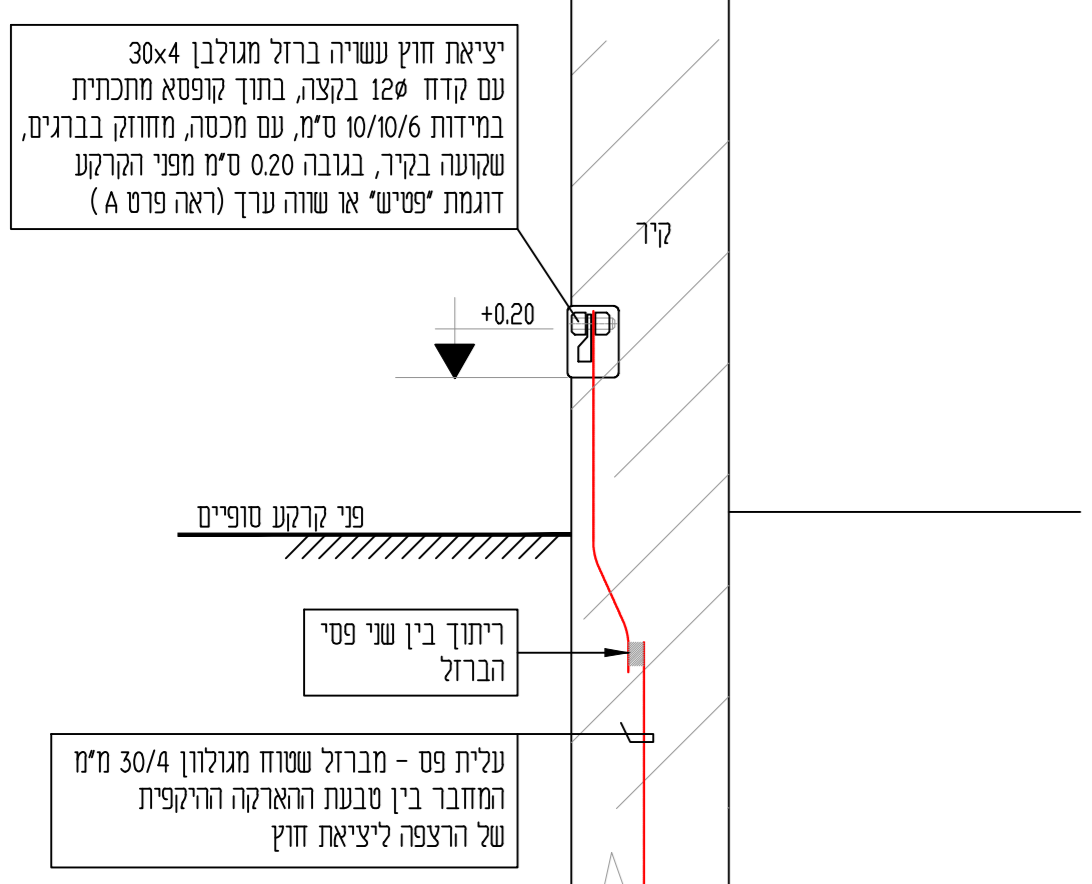 יציאת חוץ עשויה ברזל מגולבן 30x4
עם קדח 12ø בקצה, בתוך קופסא מתכתית
במידות 10/10/6 ס"מ, עם מכסה, מחוזק בברגים,
שקועה בקיר, בגובה 0.20 ס"מ מפני הקרקע
דוגמת "פטיש" או שווה ערך (ראה פרט A)
קיר
+0.20
פני קרקע סופיים
ריתוך בין שני פסי
הברזל
עלית פס - מברזל שטוח מגולוון 30/4 מ"מ
המחבר בין טבעת ההארקה ההיקפית
של הרצפה ליציאת חוץ